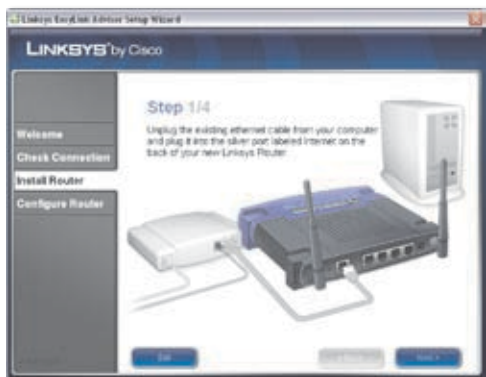 Linksys EasyLink Advisor Setup Wizard
LINKSYS by Cisco
Step 1/4
Unplug the existing ethernet cable from your computer
and plug it into the silver port labeled internet on the
back of your new Linksys Router.
Welcome
Check Connection
Install Router
Configure Router
Exit
Next